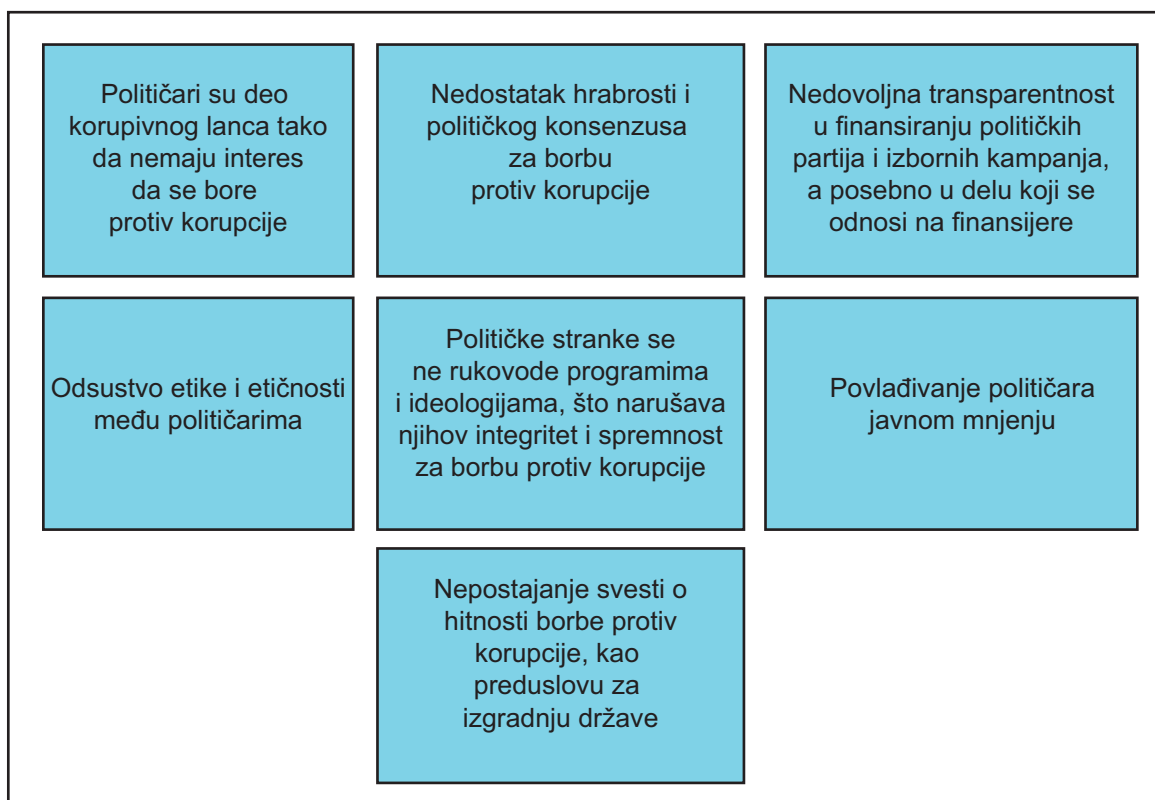 Političari su deo
korupivnog lanca tako
da nemaju interes
da se bore
protiv korupcije
Nedostatak hrabrosti i
političkog konsenzusa
za borbu
protiv korupcije
Nedovoljna transparentnost
u finansiranju političkih
partija i izbornih kampanja,
a posebno u delu koji se
odnosi na finansijere
Odsustvo etike i etičnosti
među političarima
Političke stranke se
ne rukovode programima
i ideologijama, što narušava
njihov integritet i spremnost
za borbu protiv korupcije
Povlađivanje političara
javnom mnjenju
Nepostajanje svesti o
hitnosti borbe protiv
korupcije, kao
preduslovu za
izgradnju države